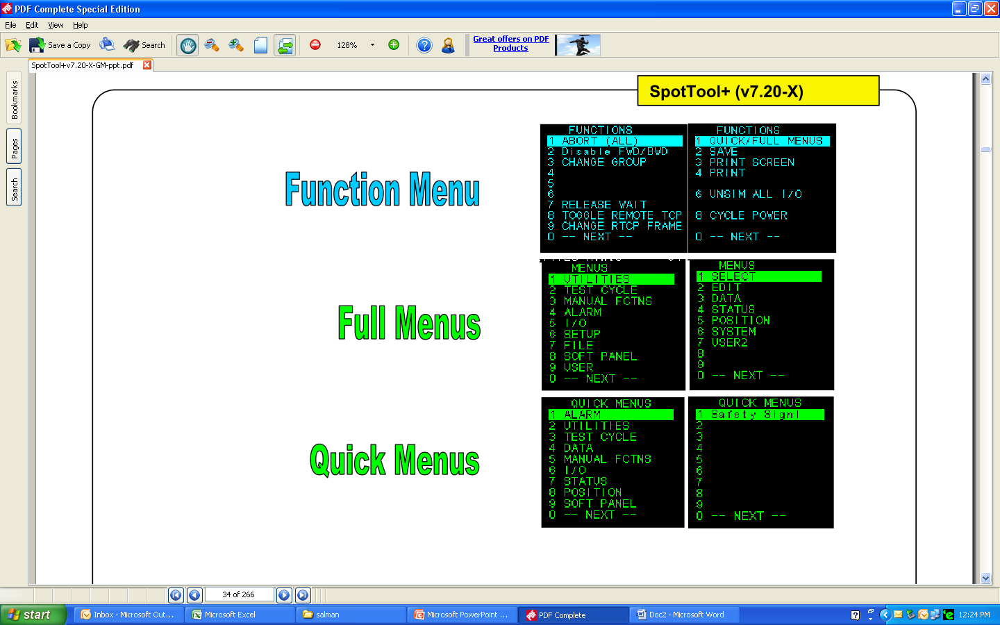 PDF Complete Special Edition
File Edit View Help
Save a Copy Search 128% Great offers on PDF
Products
SpotTool+v7.20-X-GM-ppt.pdf
Bookmarks
Pages
Search
SpotTool+ (v7.20-X)
Function Menu
FUNCTIONS
1 ABORT (ALL)
2 Disable FWD/BWD
3 CHANGE GROUP
4
5
6
7 RELEASE WAIT
8 TOGGLE REMOTE TCP
9 CHANGE RTCP FRAME
0 -- NEXT --
FUNCTIONS
1 QUICK/FULL MENUS
2 SAVE
3 PRINT SCREEN
4 PRINT
6 UNSIM ALL I/O
8 CYCLE POWER
0 -- NEXT --
Full Menus
MENUS
1 UTILITIES
2 TEST CYCLE
3 MANUAL FCTNS
4 ALARM
5 I/O
6 SETUP
7 FILE
8 SOFT PANEL
9 USER
0 -- NEXT --
MENUS
1 SELECT
2 EDIT
3 DATA
4 STATUS
5 POSITION
6 SYSTEM
7 USER2
8
9
0 -- NEXT --
Quick Menus
QUICK MENUS
1 ALARM
2 UTILITIES
3 TEST CYCLE
4 DATA
5 MANUAL FCTNS
6 I/O
7 STATUS
8 POSITION
9 SOFT PANEL
0 -- NEXT --
QUICK MENUS
1 Safety Signl
2
3
4
5
6
7
8
9
0 -- NEXT --
34 of 266
start Inbox - Microsoft Out... Microsoft Excel salman Microsoft PowerPoint ... PDF Complete Doc2 - Microsoft Word 12:24 PM